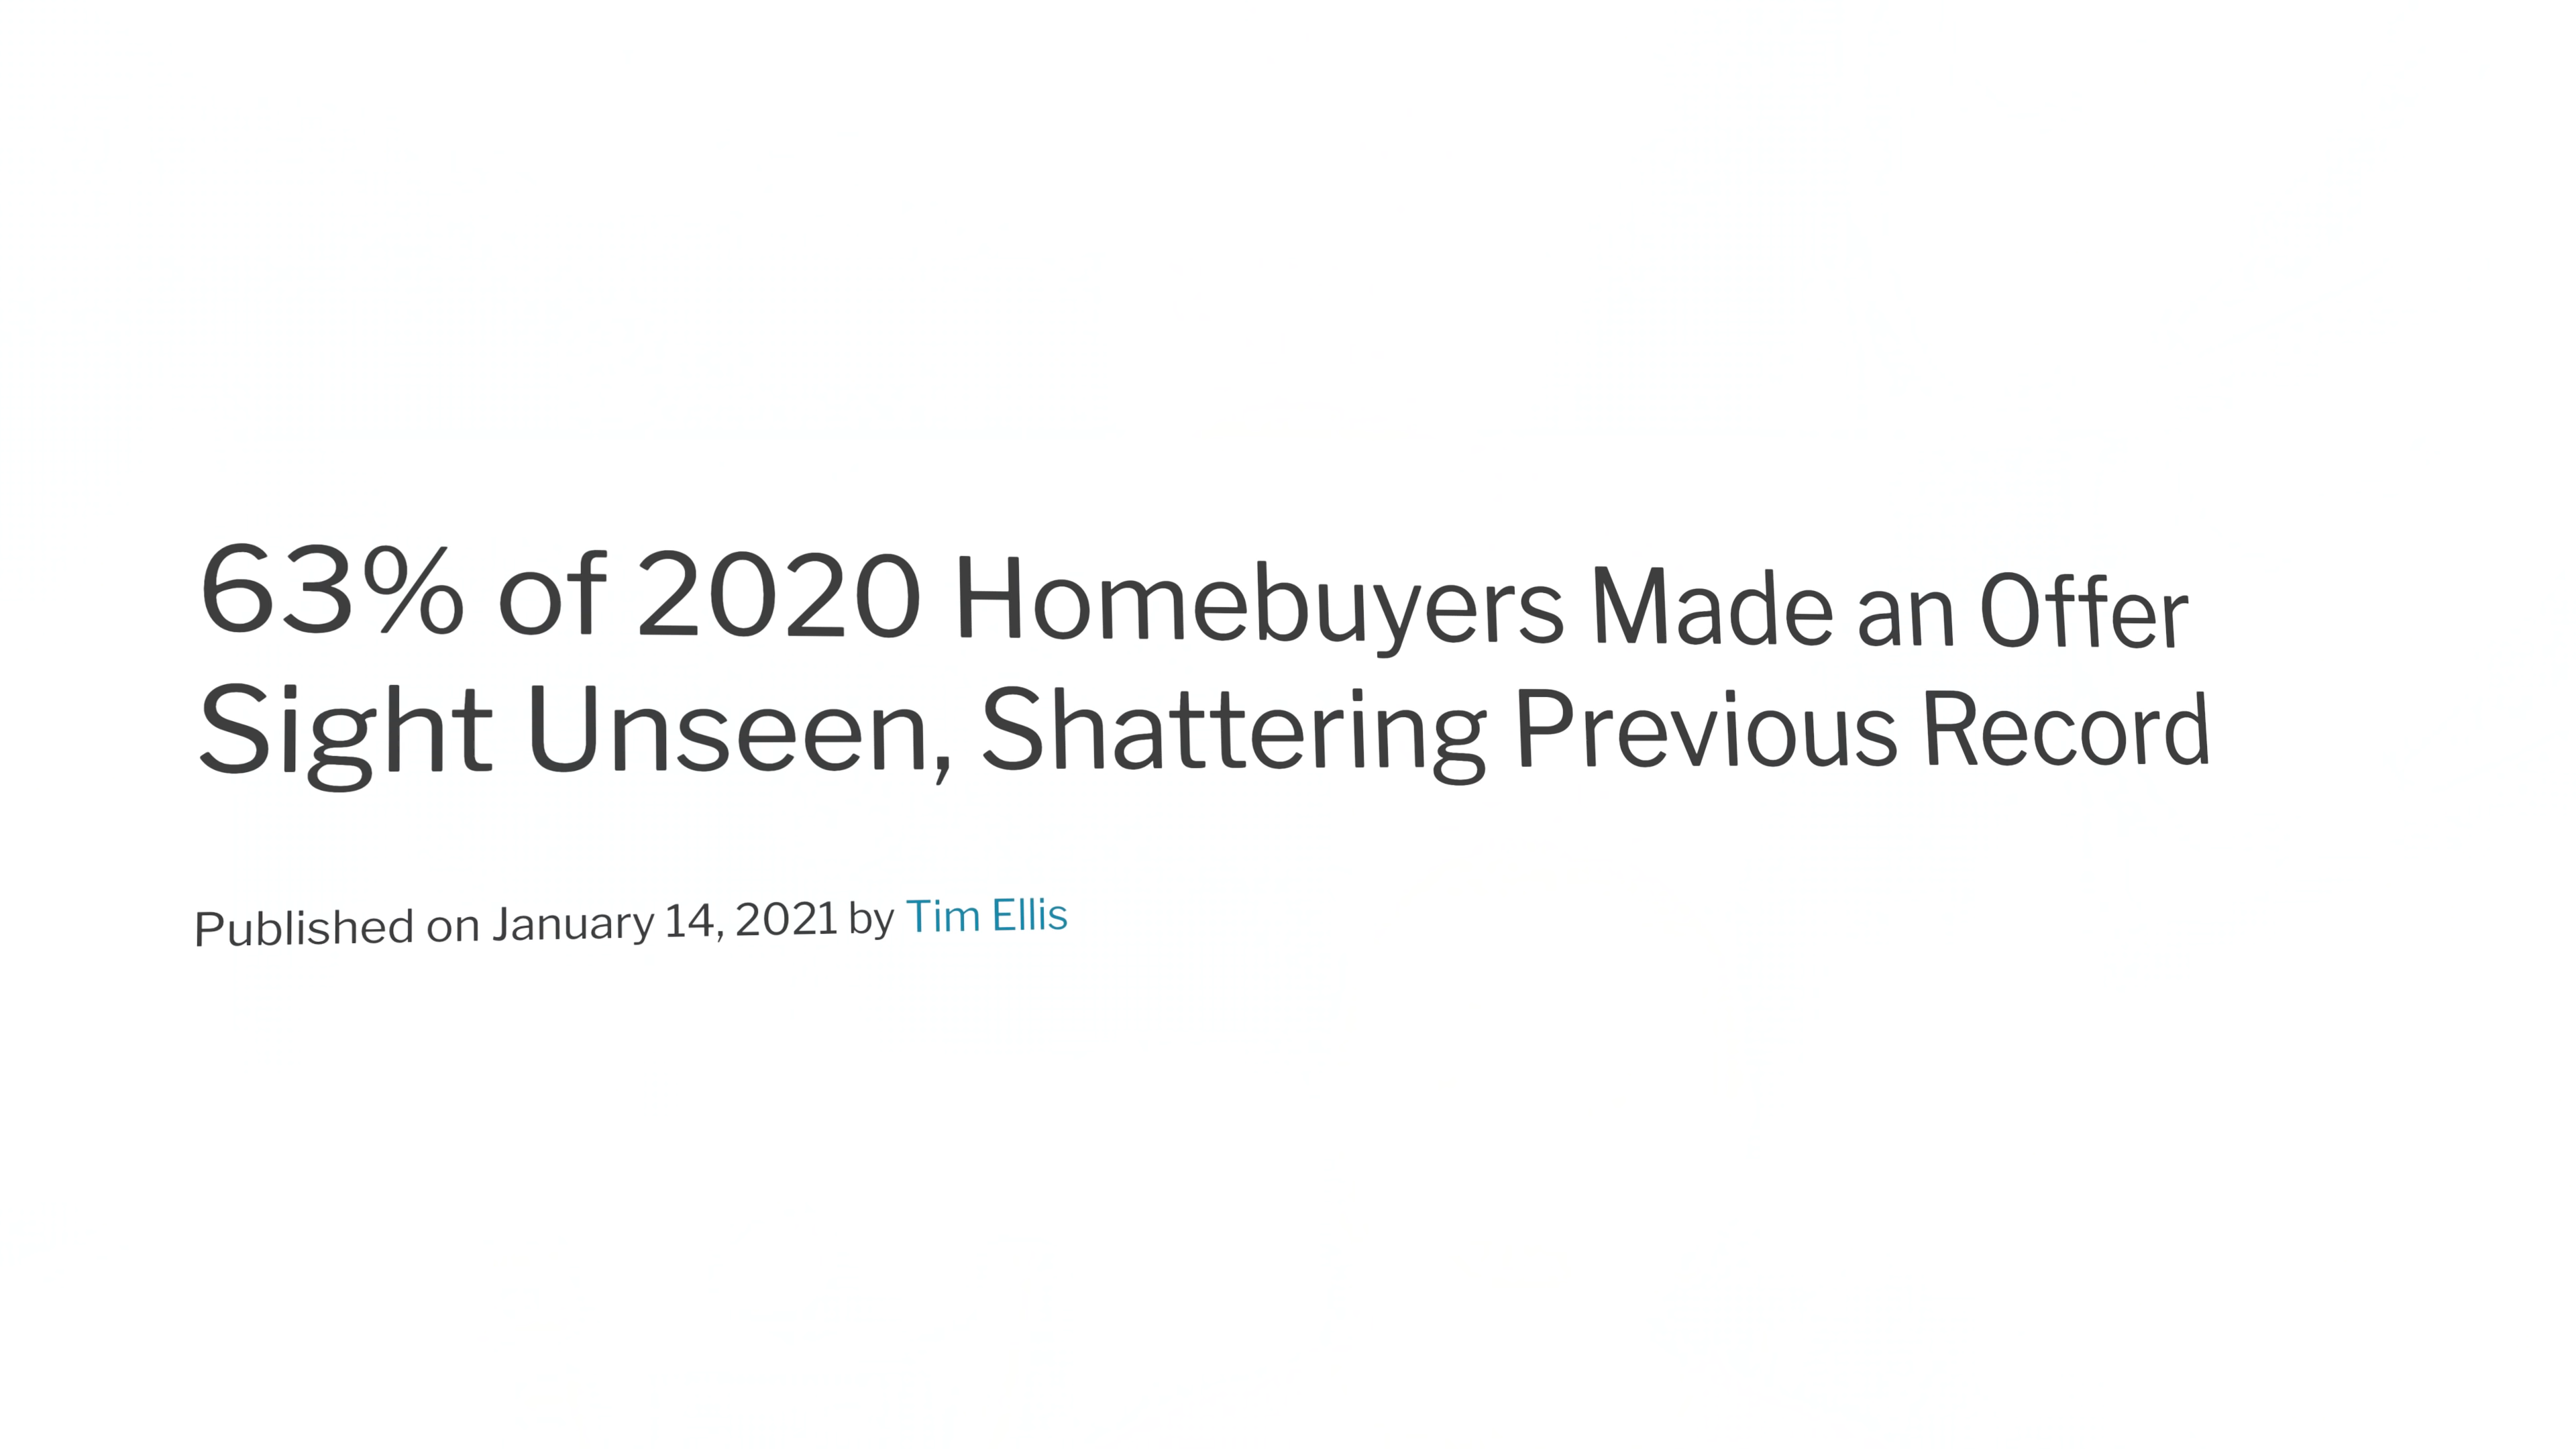 63% of 2020 Homebuyers Made an Offer
Sight Unseen, Shattering Previous Record
Published on January 14, 2021 by Tim Ellis